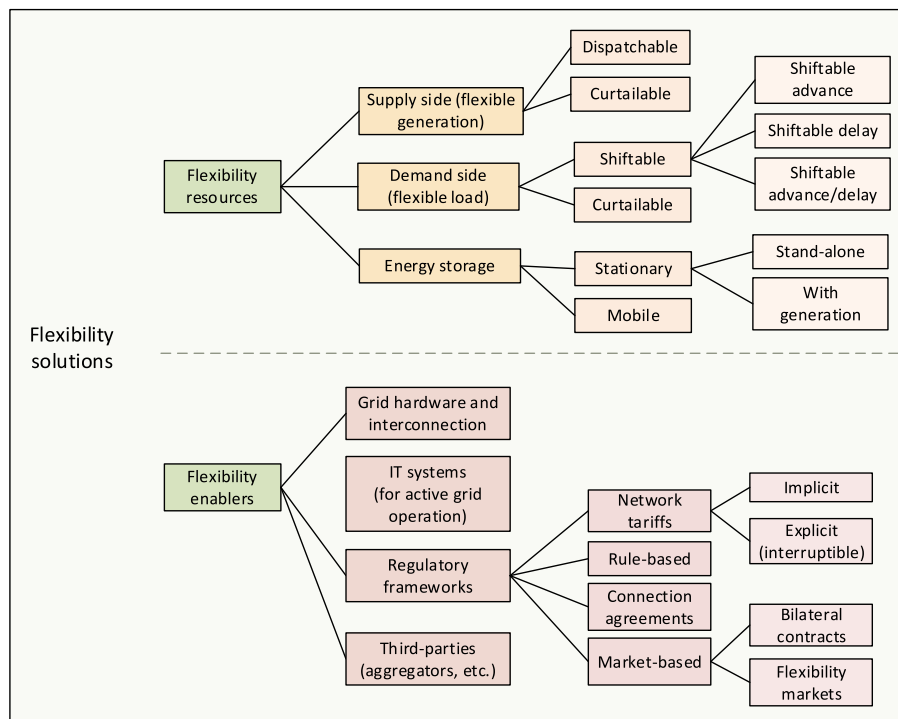 Flexibility
solutions
Flexibility
resources
Supply side (flexible
generation)
Dispatchable
Curtailable
Demand side
(flexible load)
Shiftable
Shiftable
advance
Shiftable delay
Shiftable
advance/delay
Curtailable
Energy storage
Stationary
Stand-alone
With
generation
Mobile
Flexibility
enablers
Grid hardware and
interconnection
IT systems
(for active grid
operation)
Regulatory
frameworks
Network
tariffs
Implicit
Explicit
(interruptible)
Rule-based
Connection
agreements
Market-based
Bilateral
contracts
Flexibility
markets
Third-parties
(aggregators, etc.)